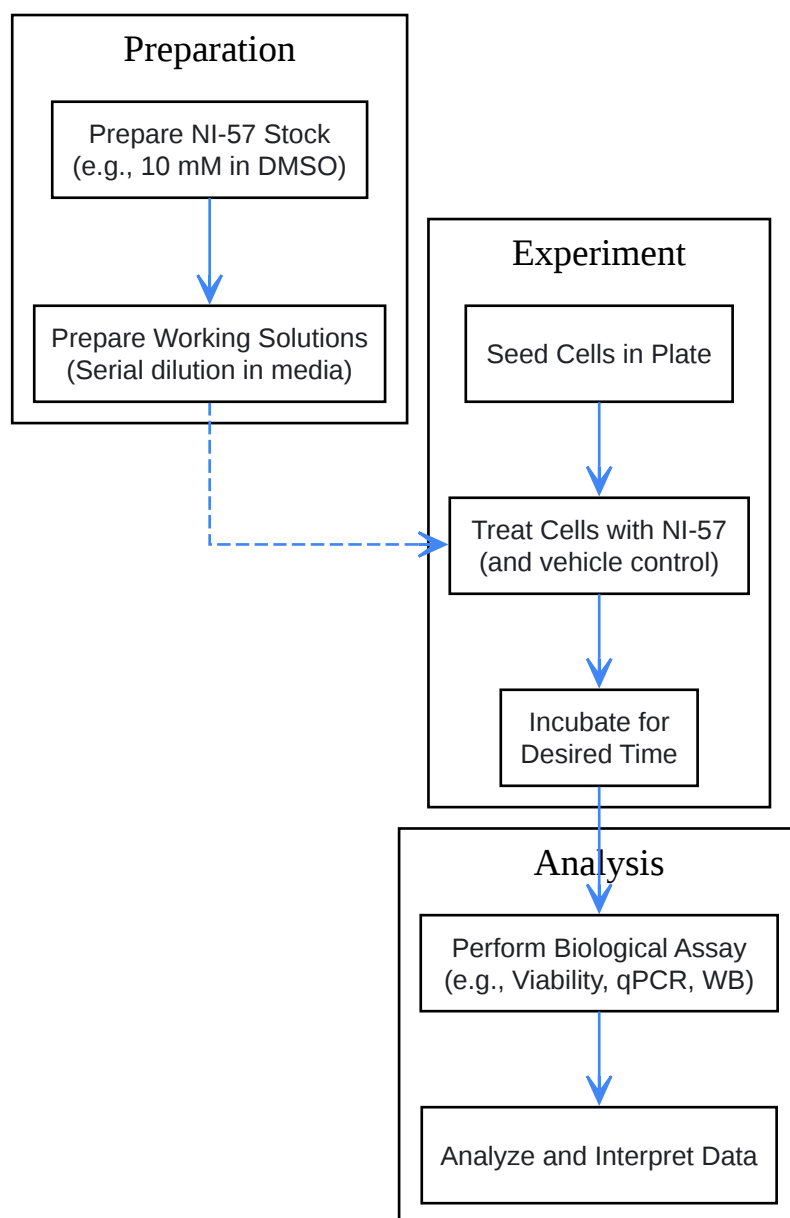 Preparation
Prepare NI-57 Stock
(e.g., 10 mM in DMSO)
Prepare Working Solutions
(Serial dilution in media)
Experiment
Seed Cells in Plate
Treat Cells with NI-57
(and vehicle control)
Incubate for
Desired Time
Analysis
Perform Biological Assay
(e.g., Viability, qPCR, WB)
Analyze and Interpret Data